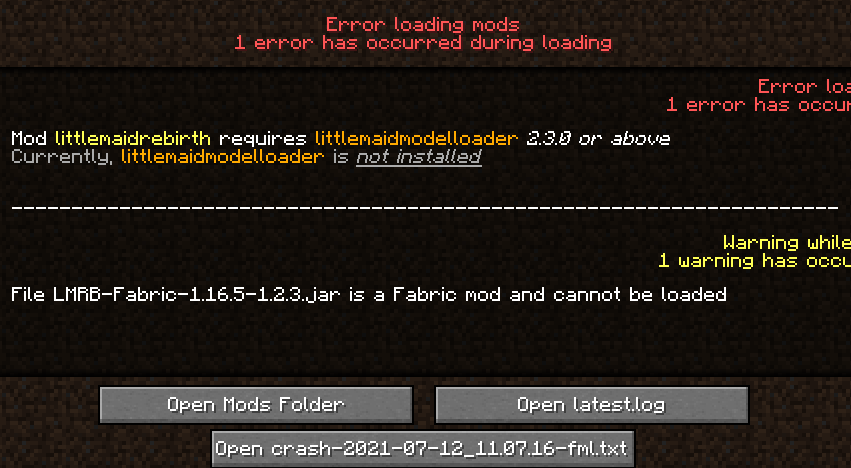 Error loading mods
1 error has occurred during loading
Error loa
1 error has occur
Mod littlemaidrebirth requires littlemaidmodelloader 2.3.0 or above
Currently, littlemaidmodelloader is not installed
--------------------------------------------------------------------
Warning while
1 warning has occu
File LMRB-Fabric-1.16.5-1.2.3.jar is a Fabric mod and cannot be loaded
Open Mods Folder
Open latest.log
Open crash-2021-07-12_11.07.16-fml.txt